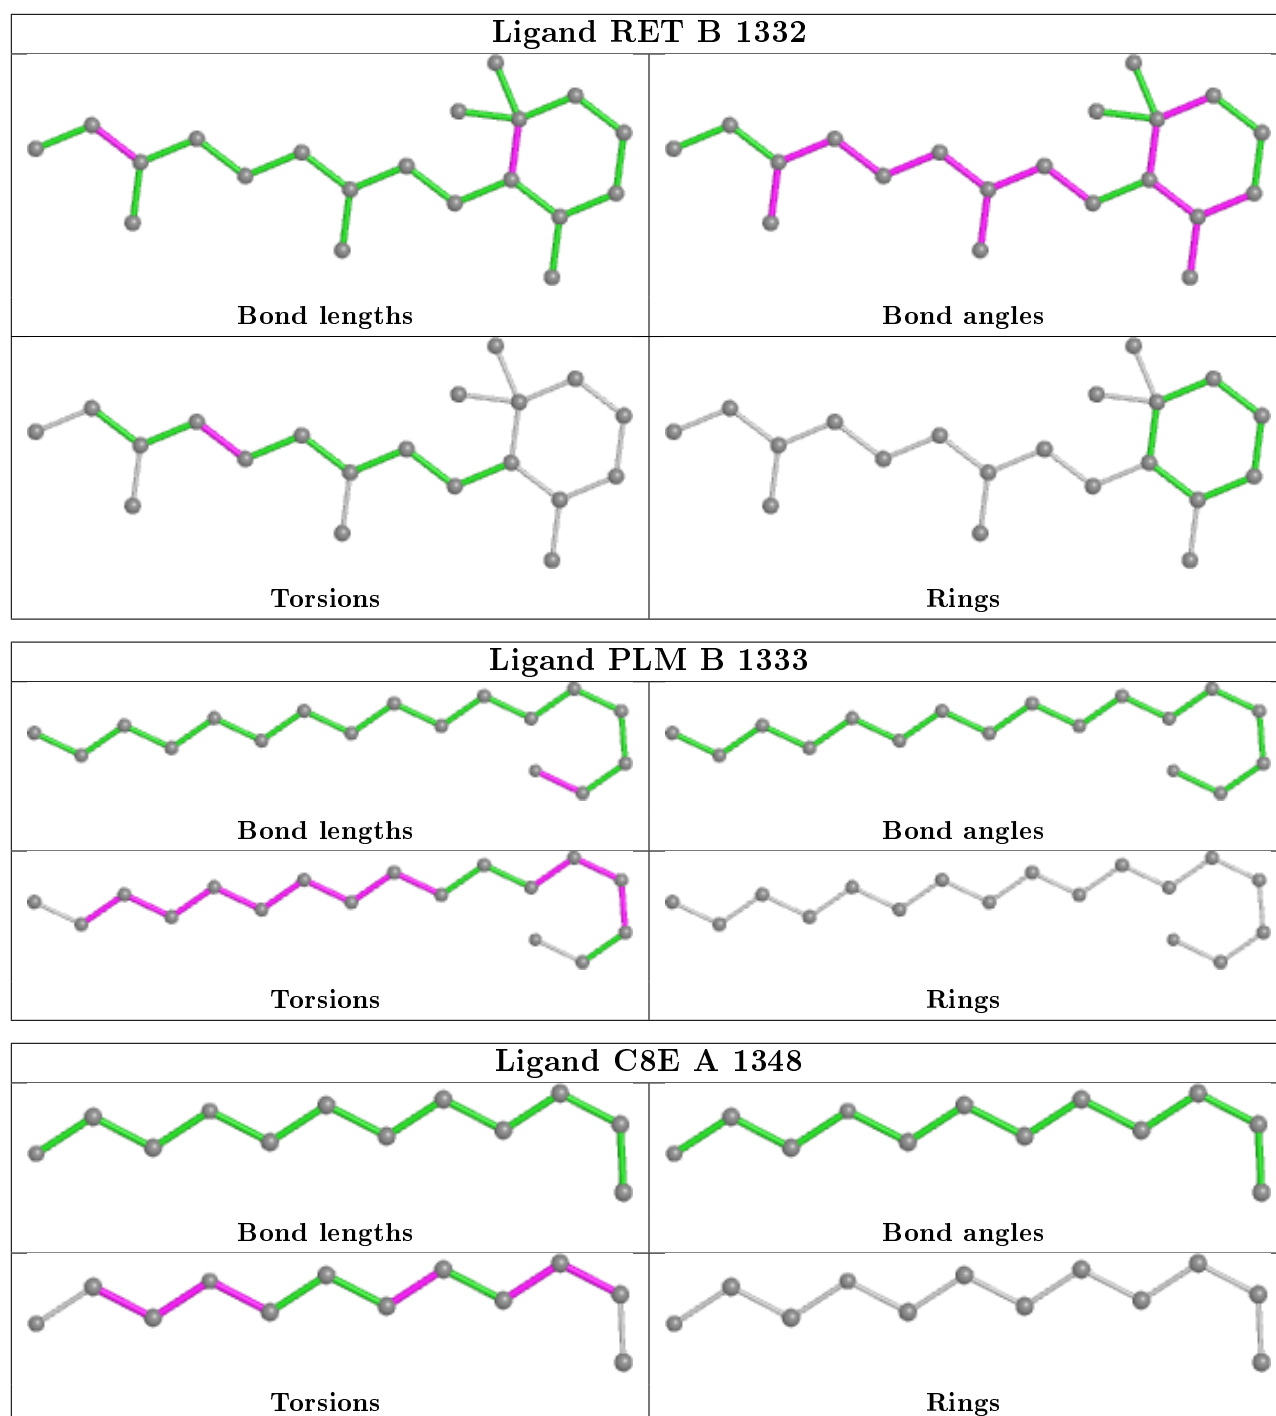 Ligand RET B 1332
Bond lengths
Bond angles
Torsions
Rings
Ligand PLM B 1333
Bond lengths
Bond angles
Torsions
Rings
Ligand C8E A 1348
Bond lengths
Bond angles
Torsions
Rings